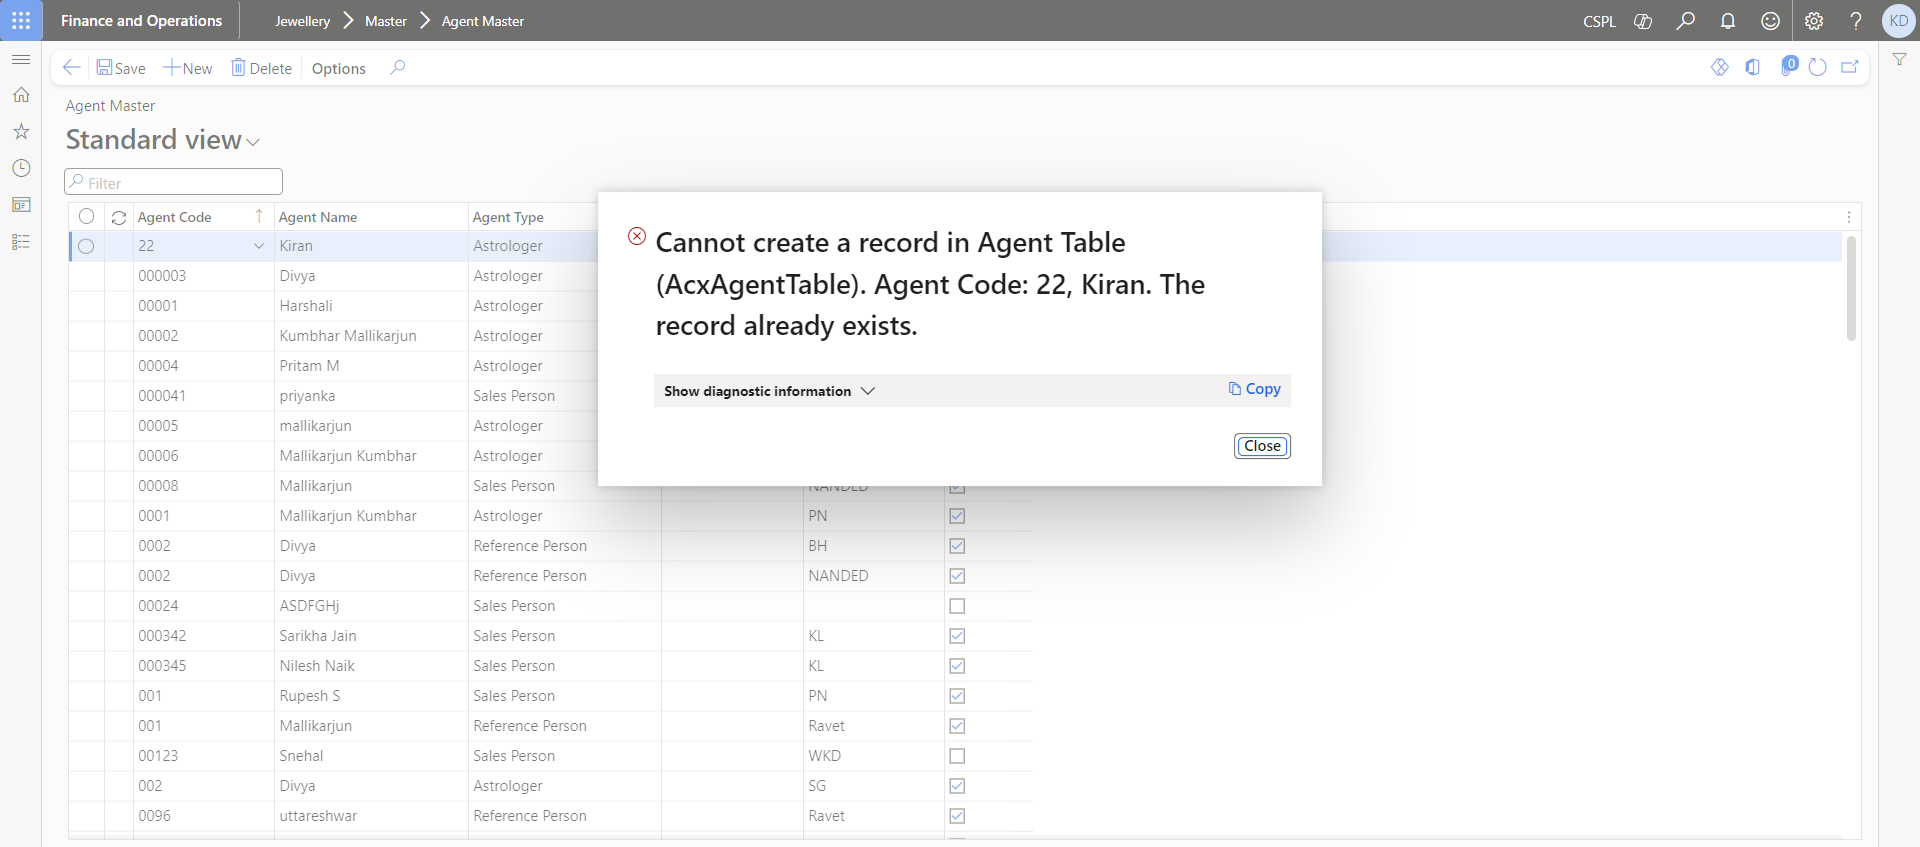 Finance and Operations Jewellery Master Agent Master CSPL KD
Save New Delete Options 0
Agent Master
Standard view
Filter
Agent Code Agent Name Agent Type
22 Kiran Astrologer
000003 Divya Astrologer
00001 Harshali Astrologer
00002 Kumbhar Mallikarjun Astrologer
00004 Pritam M Astrologer
000041 priyanka Sales Person
00005 mallikarjun Astrologer
00006 Mallikarjun Kumbhar Astrologer
00008 Mallikarjun Sales Person NANDED
0001 Mallikarjun Kumbhar Astrologer PN
0002 Divya Reference Person BH
0002 Divya Reference Person NANDED
00024 ASDFGHj Sales Person
000342 Sarikha Jain Sales Person KL
000345 Nilesh Naik Sales Person KL
001 Rupesh S Sales Person PN
001 Mallikarjun Reference Person Ravet
00123 Snehal Sales Person WKD
002 Divya Astrologer SG
0096 uttareshwar Reference Person Ravet
Cannot create a record in Agent Table
(AcxAgentTable). Agent Code: 22, Kiran. The
record already exists.
Show diagnostic information Copy
Close